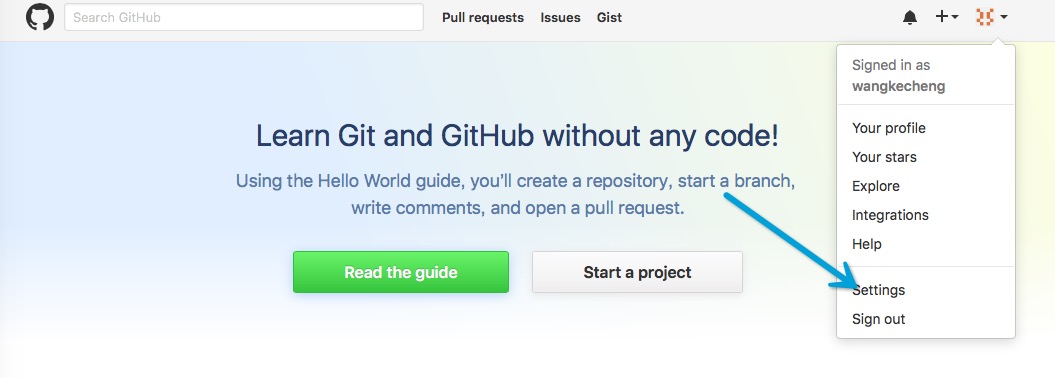 Search GitHub
Pull requests
Issues
Gist
Signed in as
wangkecheng
Your profile
Your stars
Explore
Integrations
Help
Settings
Sign out
Learn Git and GitHub without any code!
Using the Hello World guide, you’ll create a repository, start a branch,
write comments, and open a pull request.
Read the guide
Start a project